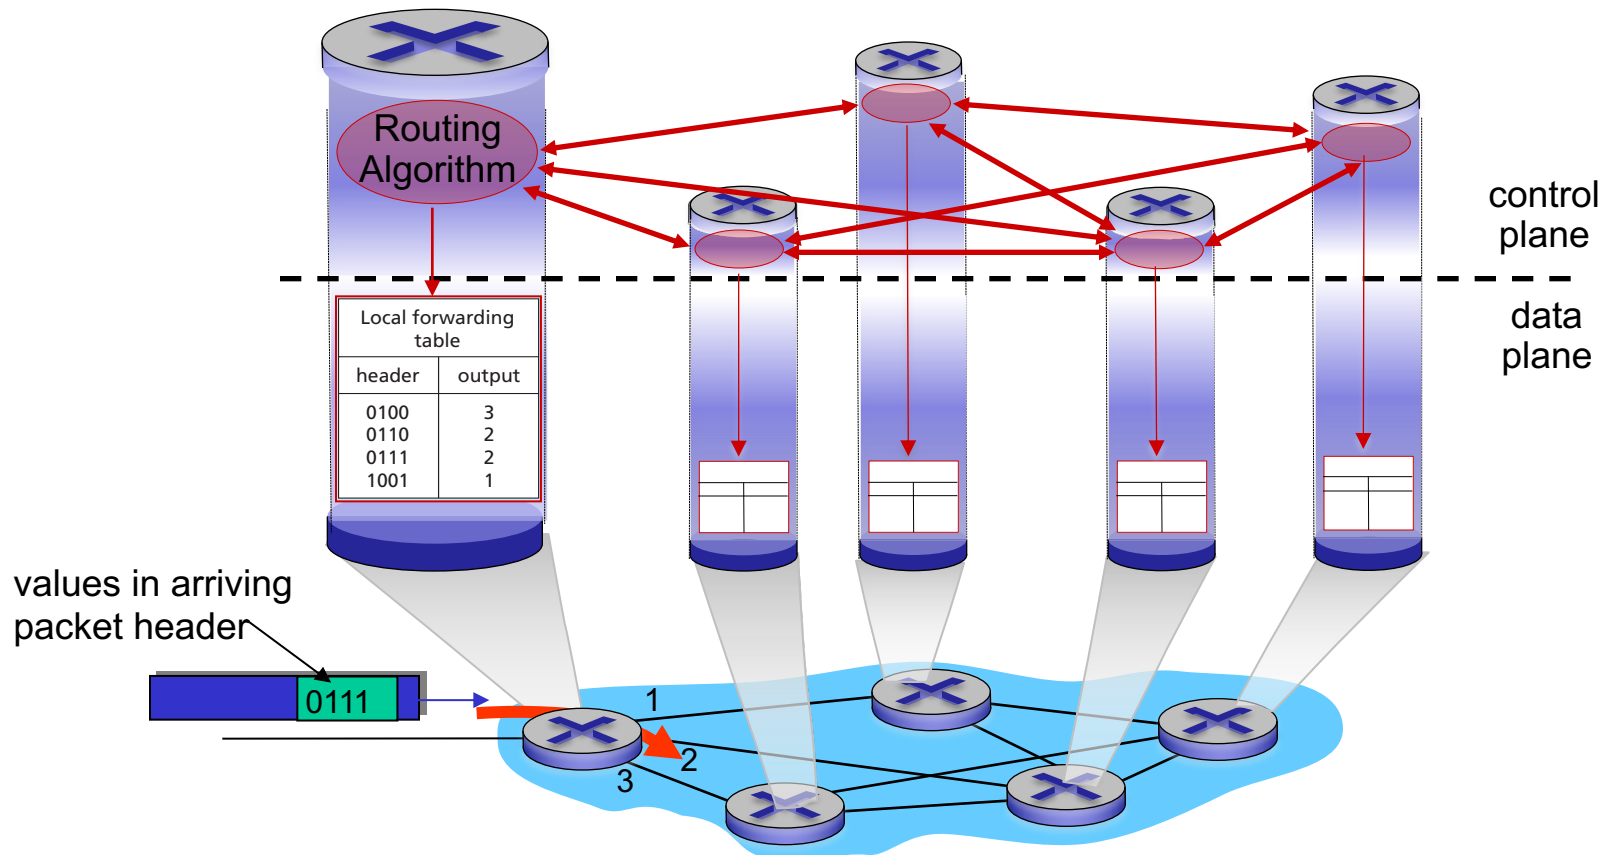 Routing
Algorithm
control
plane
data
plane
Local forwarding
table
header output
0100 3
0110 2
0111 2
1001 1
values in arriving
packet header
0111
1
2
3